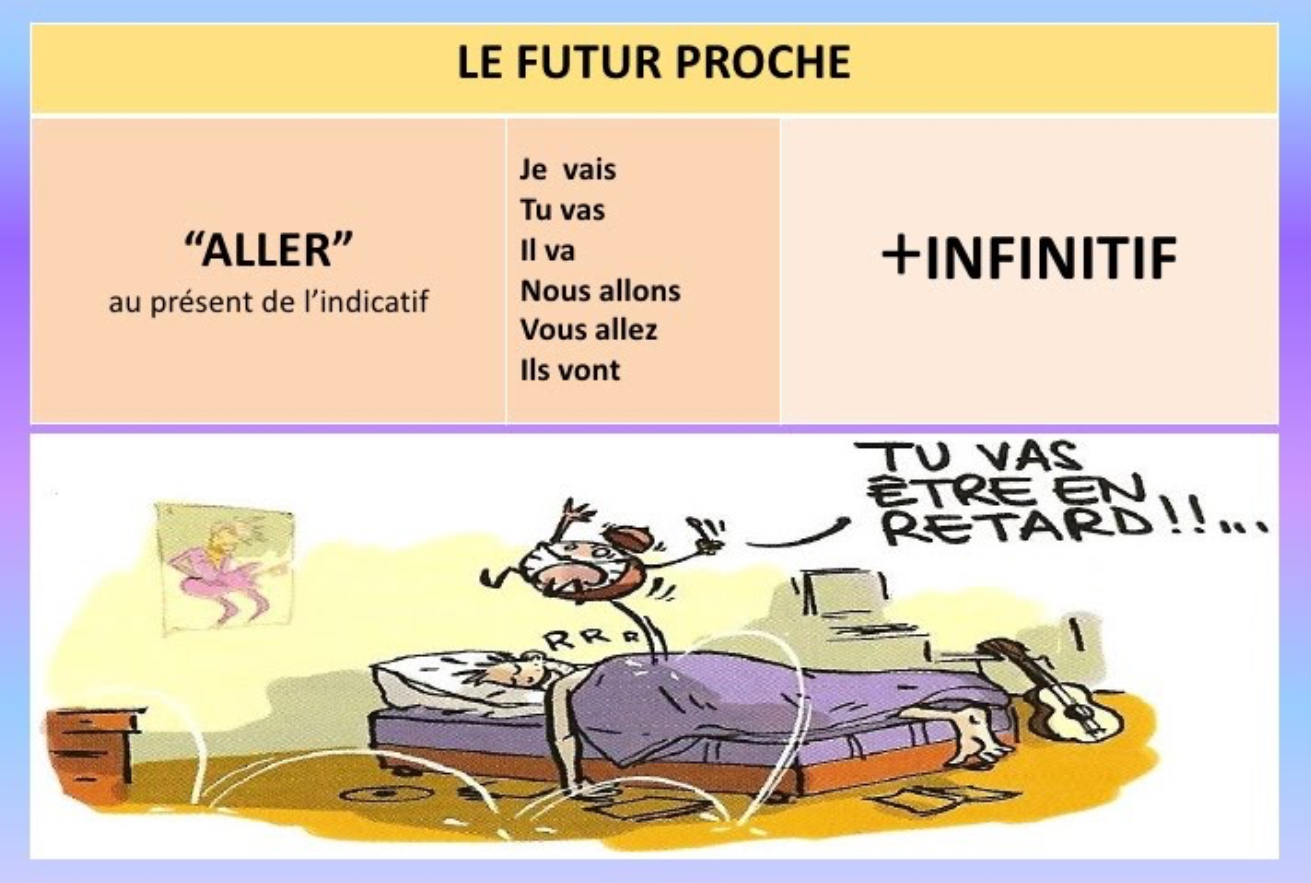 LE FUTUR PROCHE
“ALLER”
au présent de l’indicatif
Je vais
Tu vas
Il va
Nous allons
Vous allez
Ils vont
+INFINITIF
TU VAS
ÊTRE EN
RETARD!!...
R R R